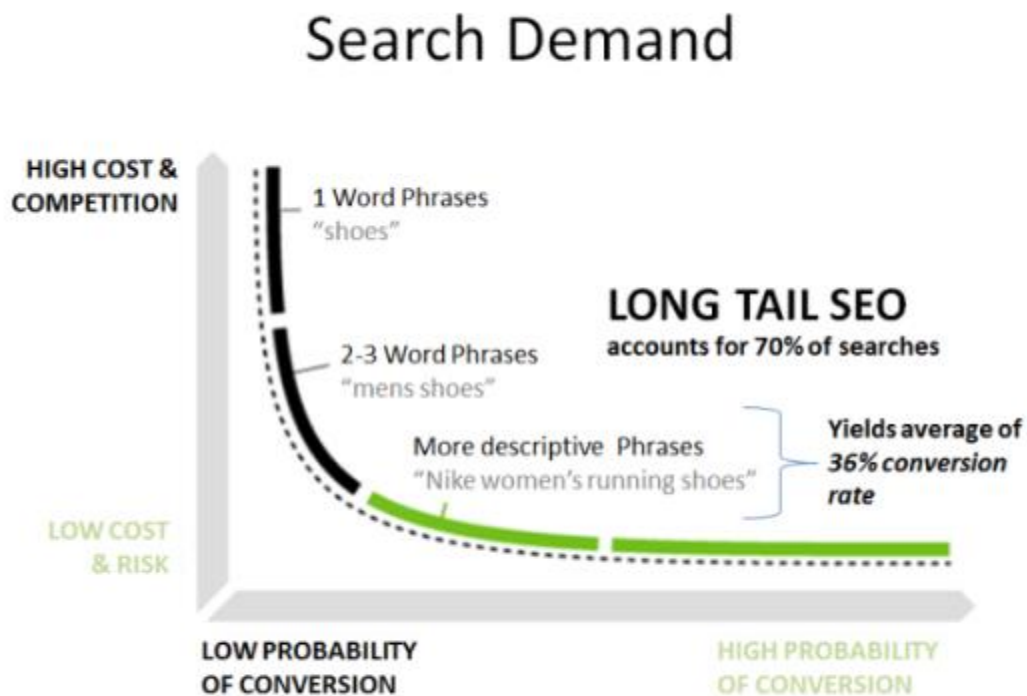 Search Demand
HIGH COST &
COMPETITION
1 Word Phrases
“shoes”
LONG TAIL SEO
accounts for 70% of searches
2-3 Word Phrases
“mens shoes”
More descriptive Phrases
“Nike women’s running shoes”
Yields average of
36% conversion
rate
LOW COST
& RISK
LOW PROBABILITY
OF CONVERSION
HIGH PROBABILITY
OF CONVERSION